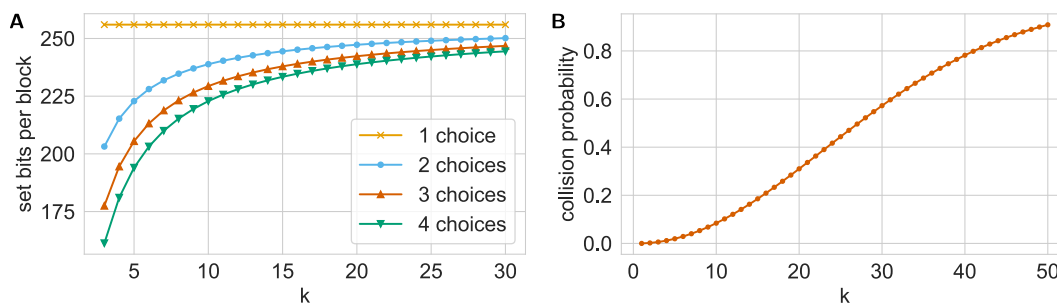 A
set bits per block
250
225
200
175
5
10
15
20
25
30
k
1 choice
2 choices
3 choices
4 choices
B
collision probability
0.8
0.6
0.4
0.2
0.0
0
10
20
30
40
50
k